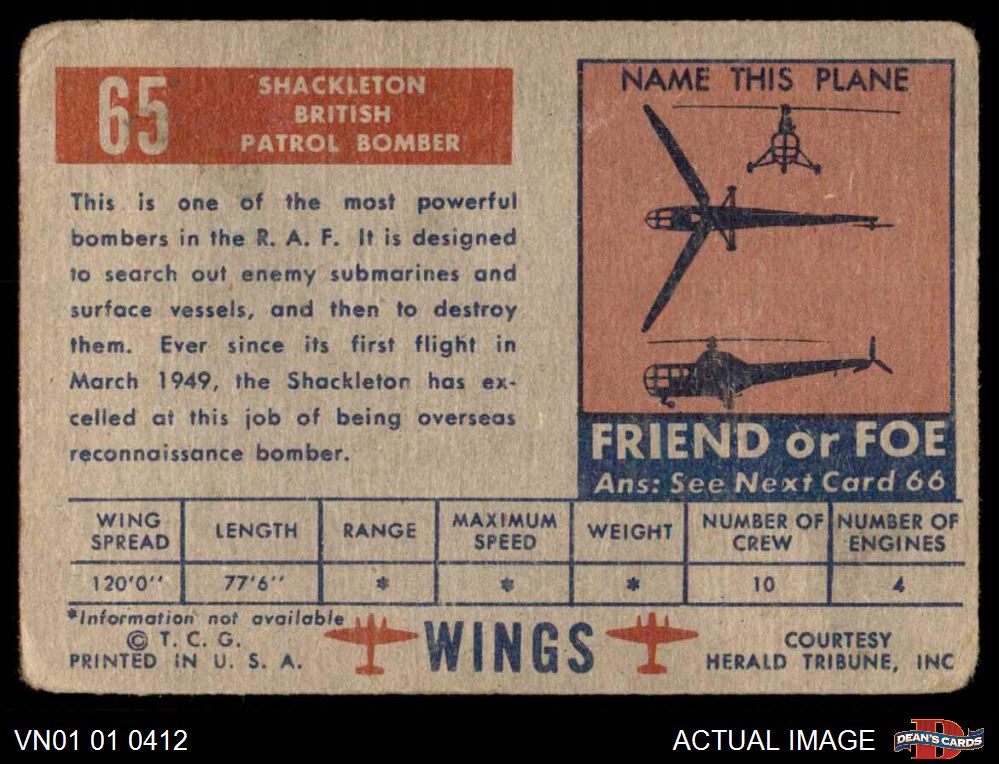 65
SHACKLETON
BRITISH
PATROL BOMBER
This is one of the most powerful
bombers in the R. A. F. It is designed
to search out enemy submarines and
surface vessels, and then to destroy
them. Ever since its first flight in
March 1949, the Shackleton has ex-
celled at this job of being overseas
reconnaissance bomber.
NAME THIS PLANE
FRIEND or FOE
Ans: See Next Card 66
WING SPREAD LENGTH RANGE MAXIMUM SPEED WEIGHT NUMBER OF CREW NUMBER OF ENGINES
120'0'' 77'6'' * * * 10 4
*Information not available
© T. C. G.
PRINTED IN U. S. A.
WINGS
COURTESY
HERALD TRIBUNE, INC
VN01 01 0412
ACTUAL IMAGE
DEAN'S CARDS